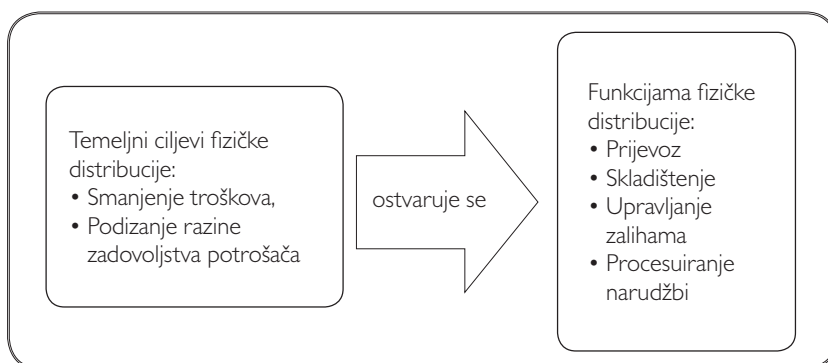 Temeljni ciljevi fizičke
distribucije:
• Smanjenje troškova,
• Podizanje razine
zadovoljstva potrošača
ostvaruje se
Funkcijama fizičke
distribucije:
• Prijevoz
• Skladištenje
• Upravljanje
zalihama
• Procesuiranje
narudžbi